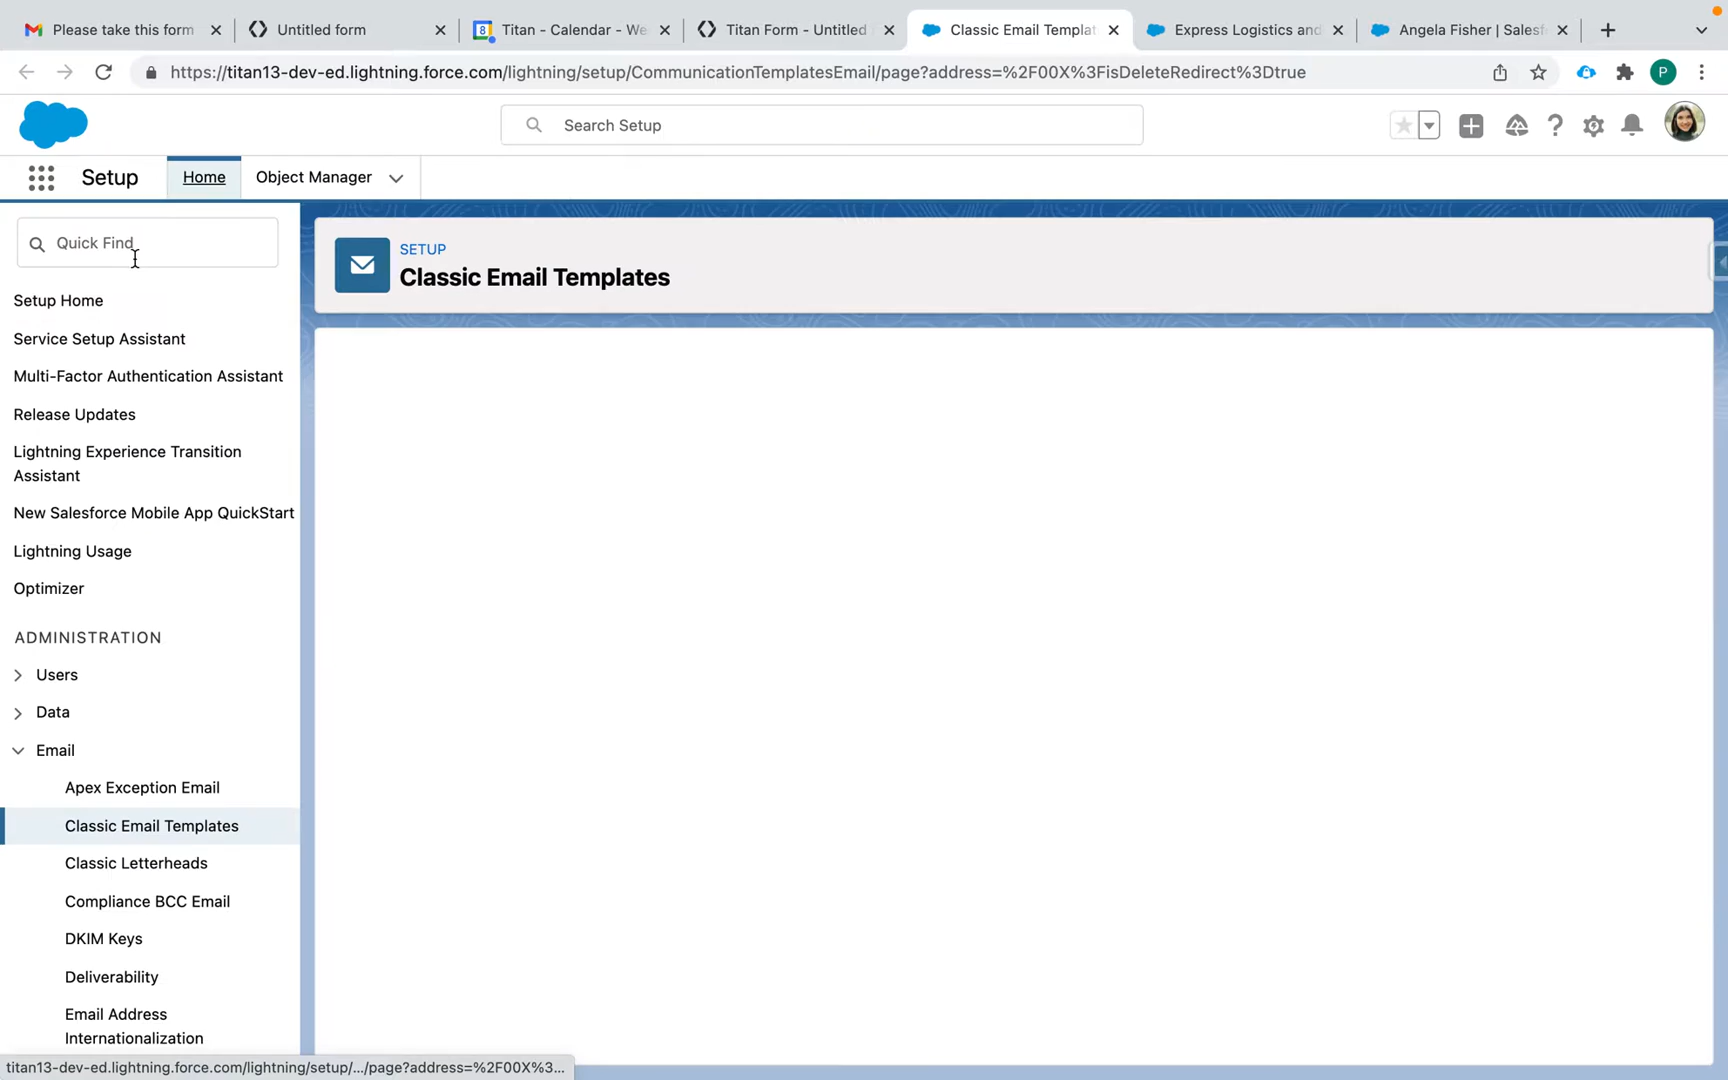 Please take this form
Untitled form
8
Titan - Calendar - We
Titan Form - Untitled
Classic Email Templat
Express Logistics and
Angela Fisher | Salesf
https://titan13-dev-ed.lightning.force.com/lightning/setup/CommunicationTemplatesEmail/page?address=%2F00X%3FisDeleteRedirect%3Dtrue
P
Search Setup
Setup
Home
Object Manager
Quick Find
SETUP
Classic Email Templates
Setup Home
Service Setup Assistant
Multi-Factor Authentication Assistant
Release Updates
Lightning Experience Transition
Assistant
New Salesforce Mobile App QuickStart
Lightning Usage
Optimizer
ADMINISTRATION
Users
Data
Email
Apex Exception Email
Classic Email Templates
Classic Letterheads
Compliance BCC Email
DKIM Keys
Deliverability
Email Address
Internationalization
titan13-dev-ed.lightning.force.com/lightning/setup/.../page?address=%2F00X%3...